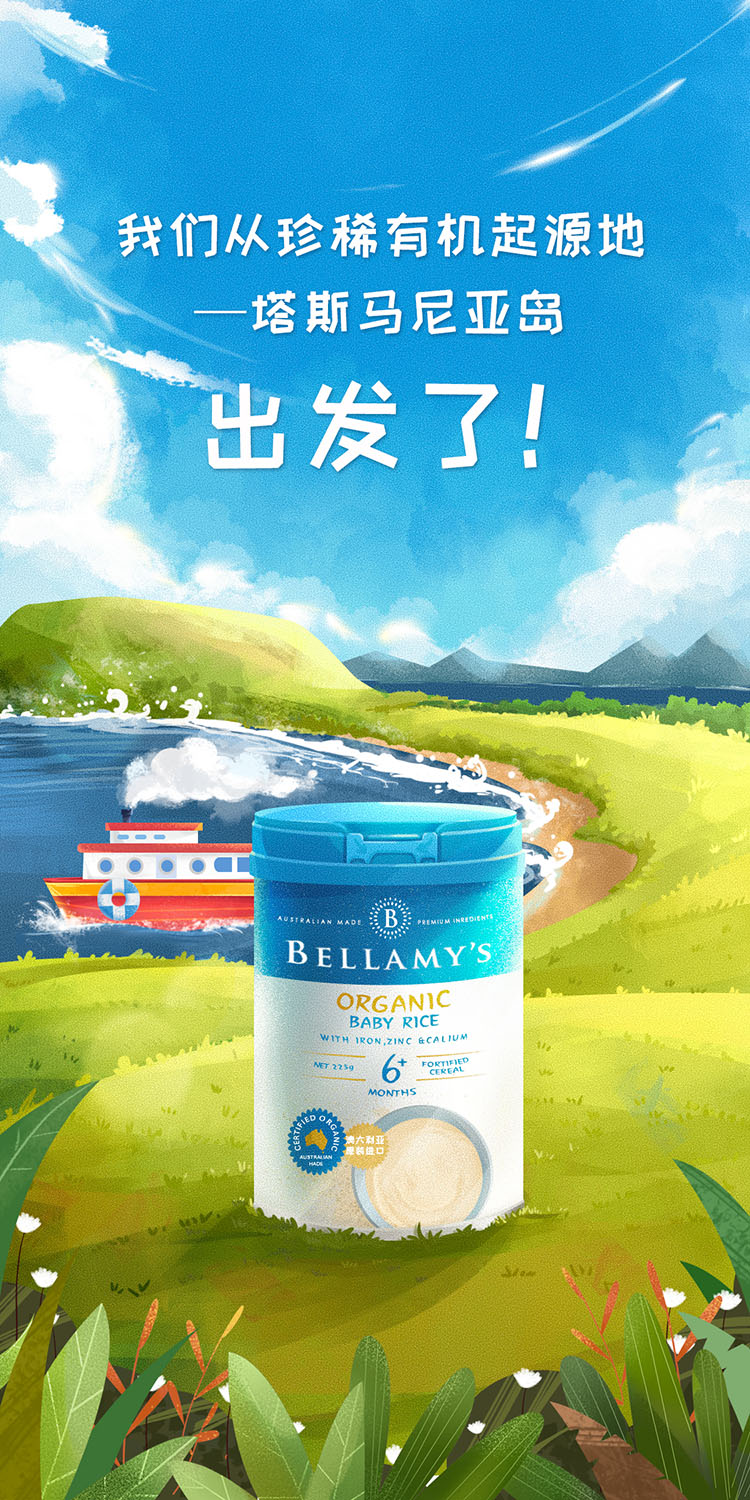 我们从珍稀有机起源地
—塔斯马尼亚岛
出发了!
AUSTRALIAN MADE B PREMIUM INGREDIENTS
BELLAMY'S
ORGANIC
BABY RICE
WITH IRON,ZINC &CALIUM
NET 225g
6+
MONTHS
FORTIFIED
CEREAL
CERTIFIED ORGANIC
AUSTRALIAN
MADE
澳大利亚
原装进口